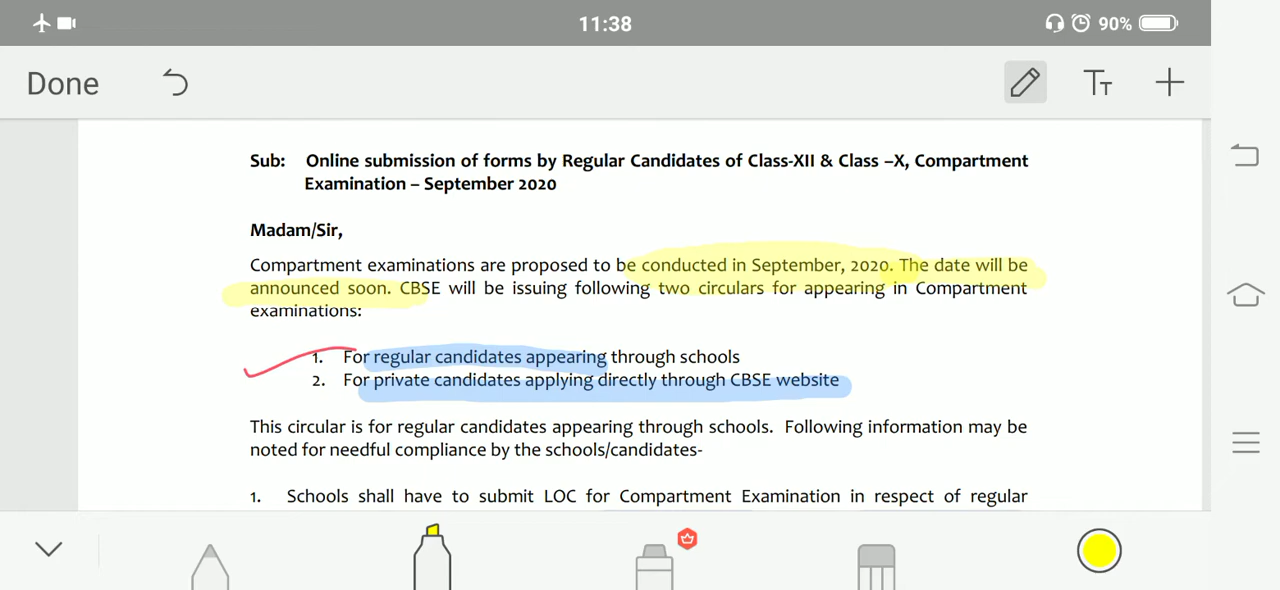 11:38
90%
Done
Tт
Sub: Online submission of forms by Regular Candidates of Class-XII & Class –X, Compartment
Examination – September 2020
Madam/Sir,
Compartment examinations are proposed to be conducted in September, 2020. The date will be
announced soon. CBSE will be issuing following two circulars for appearing in Compartment
examinations:
1. For regular candidates appearing through schools
2. For private candidates applying directly through CBSE website
This circular is for regular candidates appearing through schools. Following information may be
noted for needful compliance by the schools/candidates-
1. Schools shall have to submit LOC for Compartment Examination in respect of regular